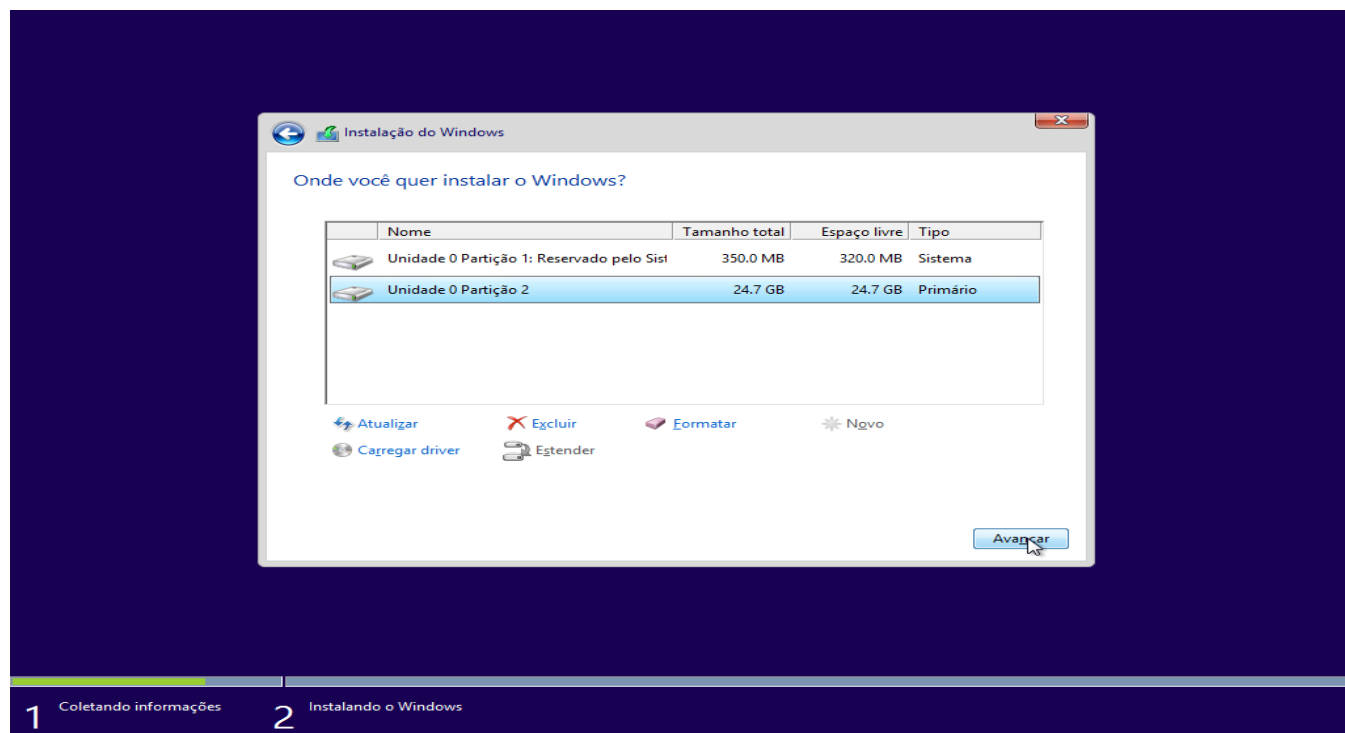 Instalação do Windows
Onde você quer instalar o Windows?
Nome Tamanho total Espaço livre Tipo
Unidade 0 Partição 1: Reservado pelo Sist 350.0 MB 320.0 MB Sistema
Unidade 0 Partição 2 24.7 GB 24.7 GB Primário
Atualizar Excluir Formatar Novo
Carregar driver Estender
Avançar
1 Coletando informações 2 Instalando o Windows